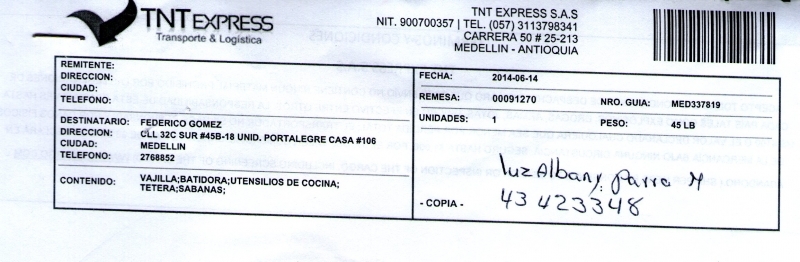 TNT EXPRESS
Transporte & Logística
TNT EXPRESS S.A.S
NIT. 900700357 | TEL. (057) 3113798341
CARRERA 50 # 25-213
MEDELLIN - ANTIOQUIA
REMITENTE:
DIRECCION:
CIUDAD:
TELEFONO:
DESTINATARIO: FEDERICO GOMEZ
DIRECCION: CLL 32C SUR #45B-18 UNID. PORTALEGRE CASA #106
CIUDAD: MEDELLIN
TELEFONO: 2768852
CONTENIDO: VAJILLA;BATIDORA;UTENSILIOS DE COCINA;
TETERA;SABANAS;
FECHA: 2014-06-14
REMESA: 00091270 NRO. GUIA: MED337819
UNIDADES: 1 PESO: 45 LB
luz Albany Parra M
- COPIA - 43 423348